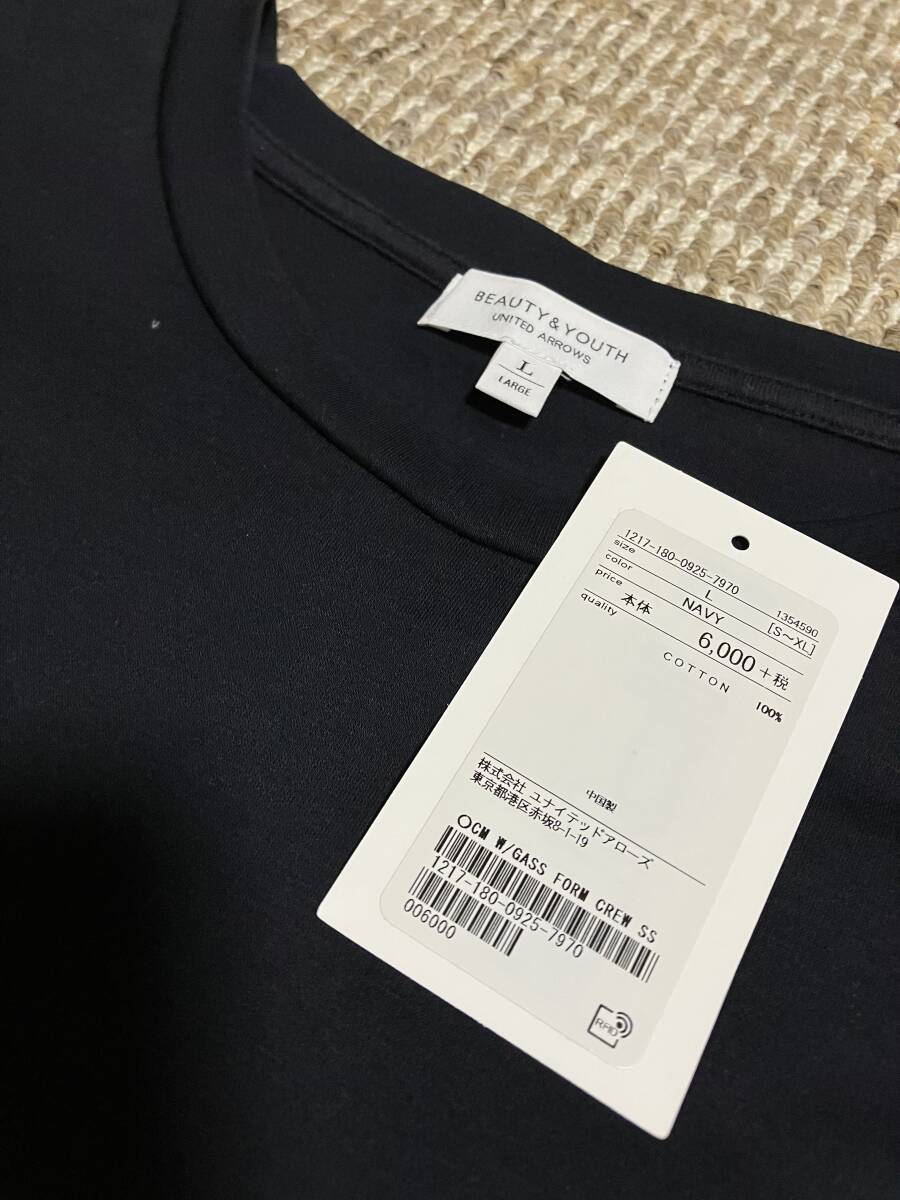 BEAUTY & YOUTH
UNITED ARROWS
L
LARGE
1217-180-0925-7970 1354590
size L [S~XL]
color NAVY
price 本体 6,000+税
quality COTTON 100%
中国製
株式会社 ユナイテッドアローズ
東京都港区赤坂8-1-19
○CM W/GASS FORM CREW SS
1217-180-0925-7970
006000
RFID